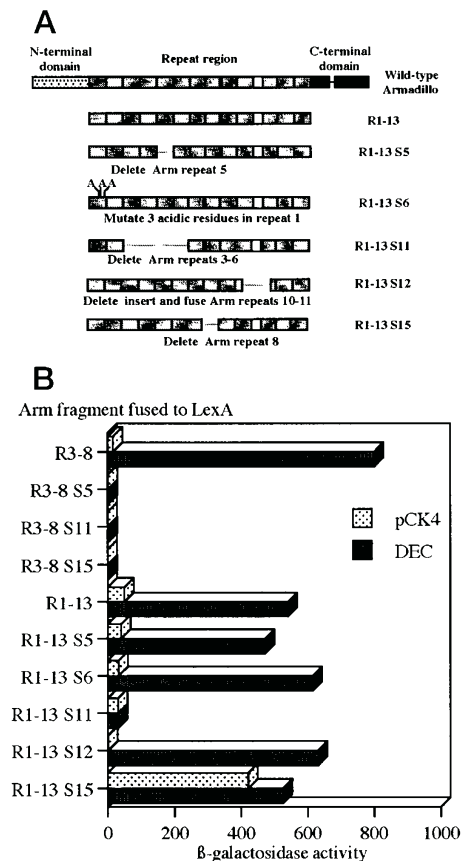 A
N-terminal domain
Repeat region
C-terminal domain
Wild-type Armadillo
R1-13
R1-13 S5
Delete Arm repeat 5
A A A
R1-13 S6
Mutate 3 acidic residues in repeat 1
R1-13 S11
Delete Arm repeats 3-6
R1-13 S12
Delete insert and fuse Arm repeats 10-11
R1-13 S15
Delete Arm repeat 8
B
Arm fragment fused to LexA
R3-8
R3-8 S5
R3-8 S11
R3-8 S15
R1-13
R1-13 S5
R1-13 S6
R1-13 S11
R1-13 S12
R1-13 S15
pCK4
DEC
0 200 400 600 800 1000
ß-galactosidase activity